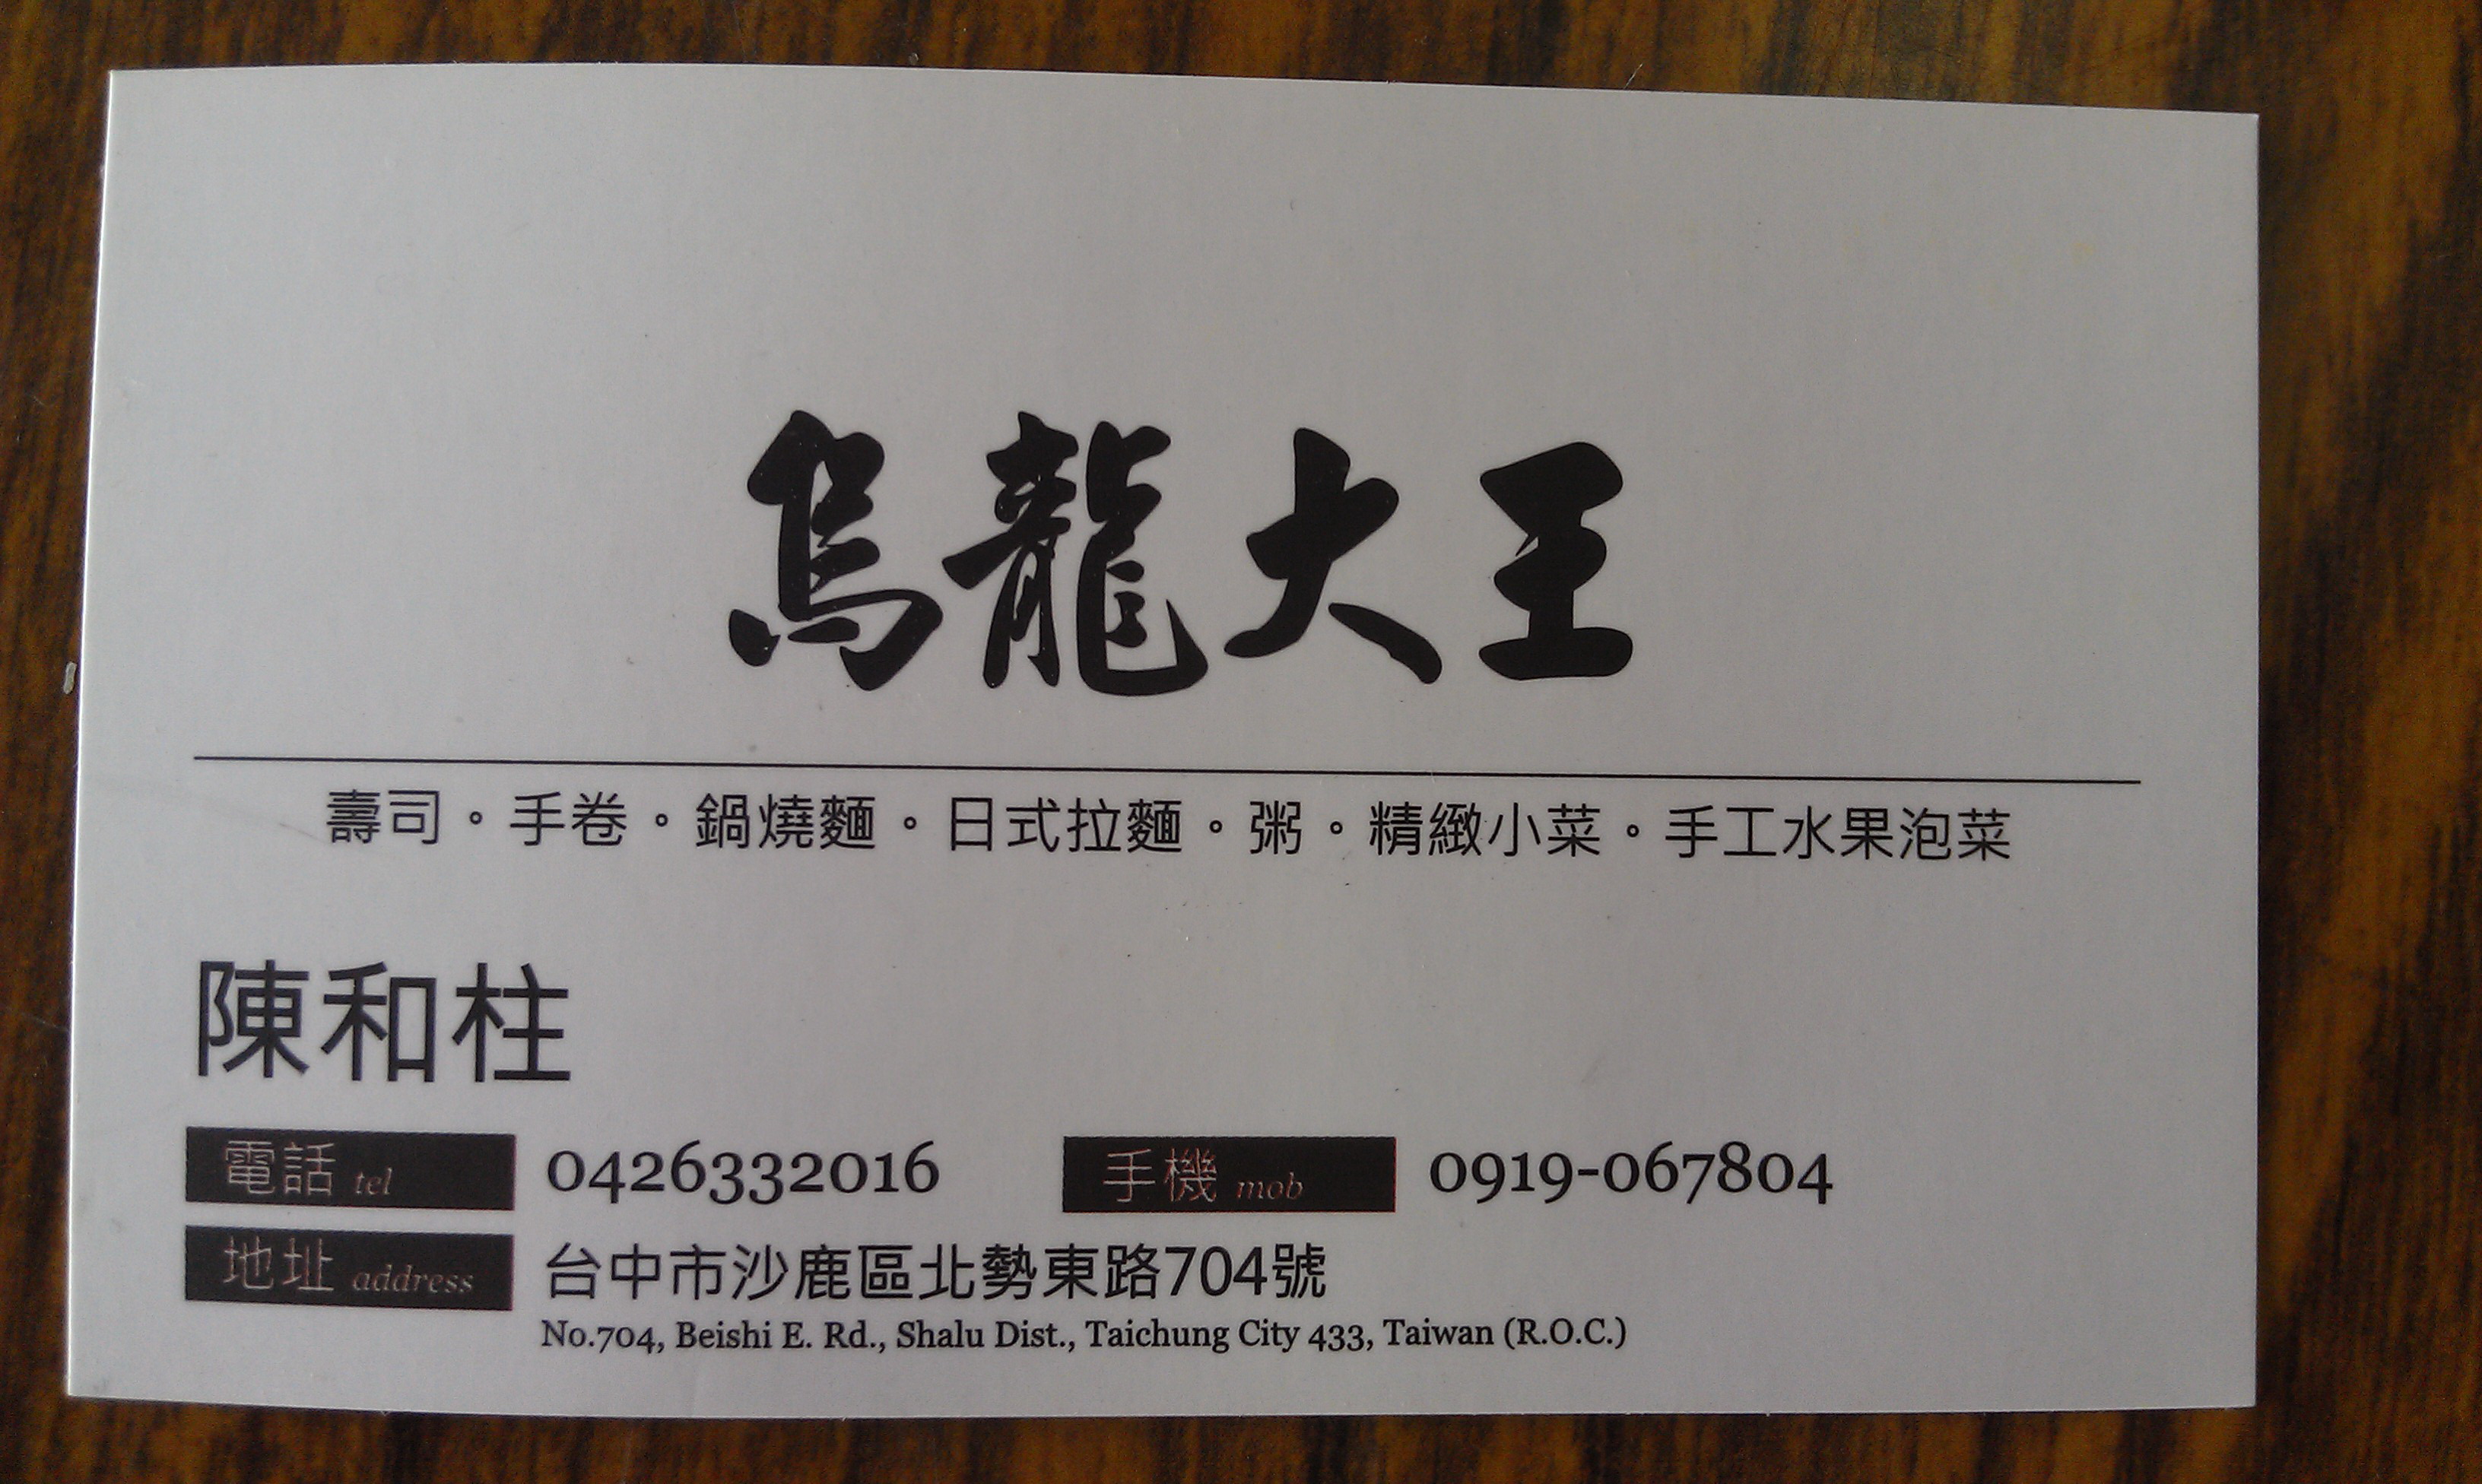 烏龍大王
壽司。手卷。鍋燒麵。日式拉麵。粥。精緻小菜。手工水果泡菜
陳和柱
電話 tel 0426332016 手機 mob 0919-067804
地址 address 台中市沙鹿區北勢東路704號
No.704, Beishi E. Rd., Shalu Dist., Taichung City 433, Taiwan (R.O.C.)